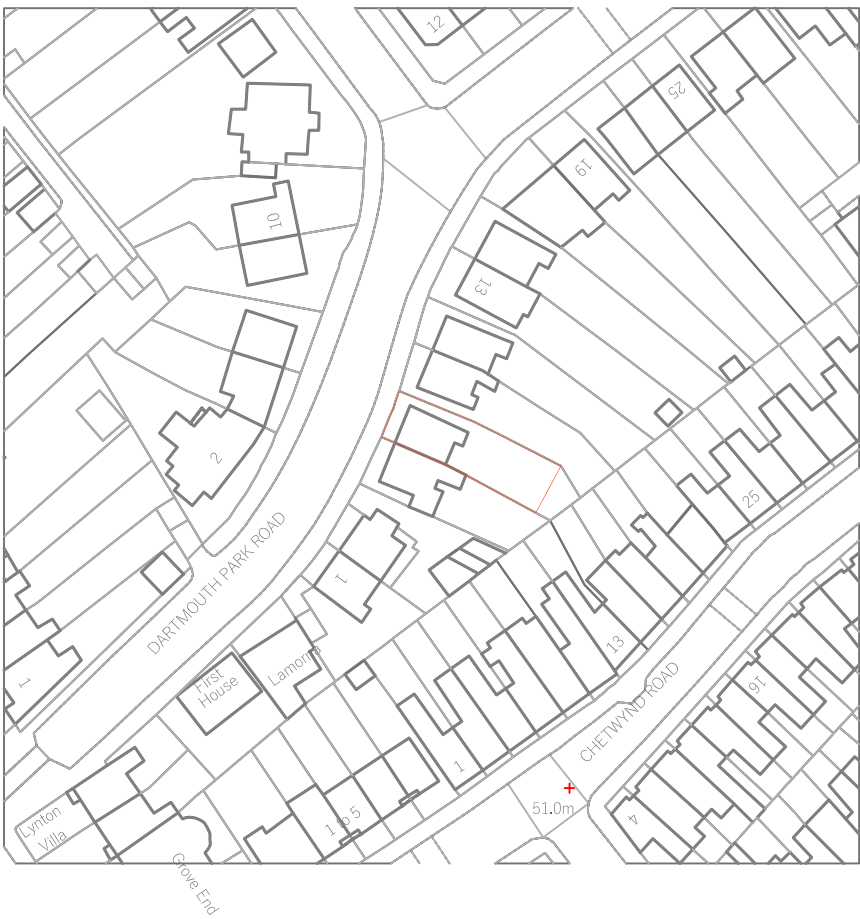 12
25
19
10
13
2
25
DARTMOUTH PARK ROAD
1
13
Lamorna
First
House
1
16
CHETWYND ROAD
1
51.0m
4
1 to 5
Lynton
Villa
Grove End